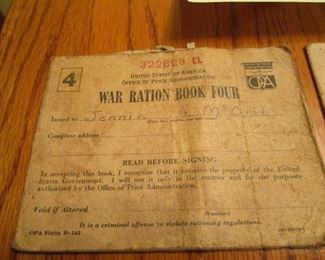 322629 EL
4
UNITED STATES OF AMERICA
OFFICE OF PRICE ADMINISTRATION
OPA
WAR RATION BOOK FOUR
Issued to Jennie
Complete address
READ BEFORE SIGNING
In accepting this book, I recognize that it remains the property of the United
States Government. I will use it only in the manner and for the purposes
authorized by the Office of Price Administration.
Void if Altered
(Signature)
It is a criminal offense to violate rationing regulations.
OPA Form R-145